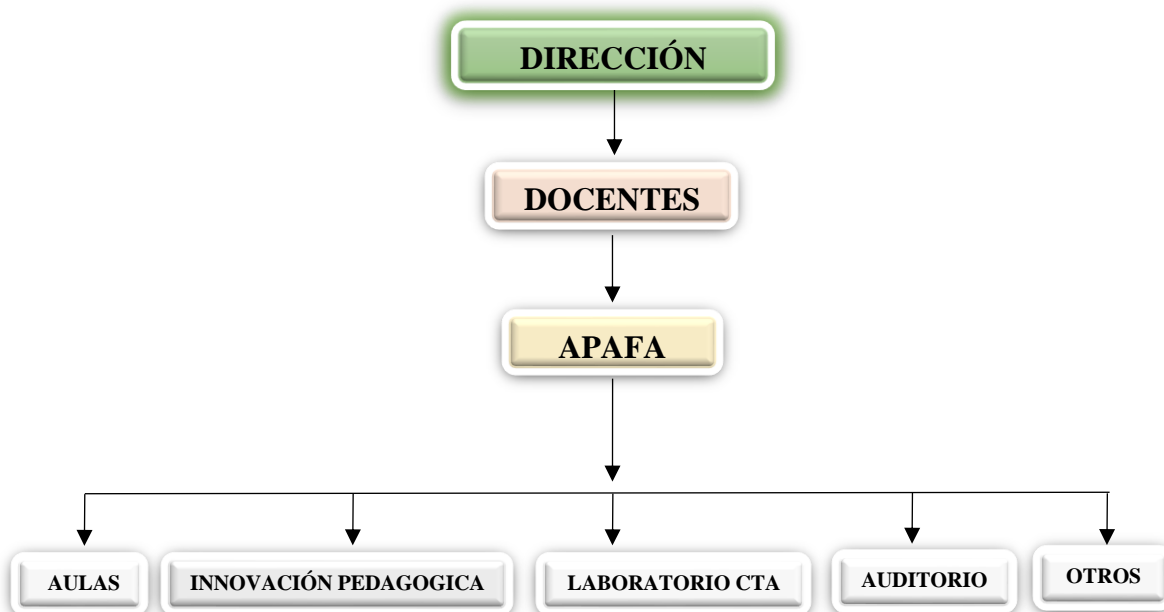 DIRECCIÓN
DOCENTES
APAFA
AULAS
INNOVACIÓN PEDAGOGICA
LABORATORIO CTA
AUDITORIO
OTROS